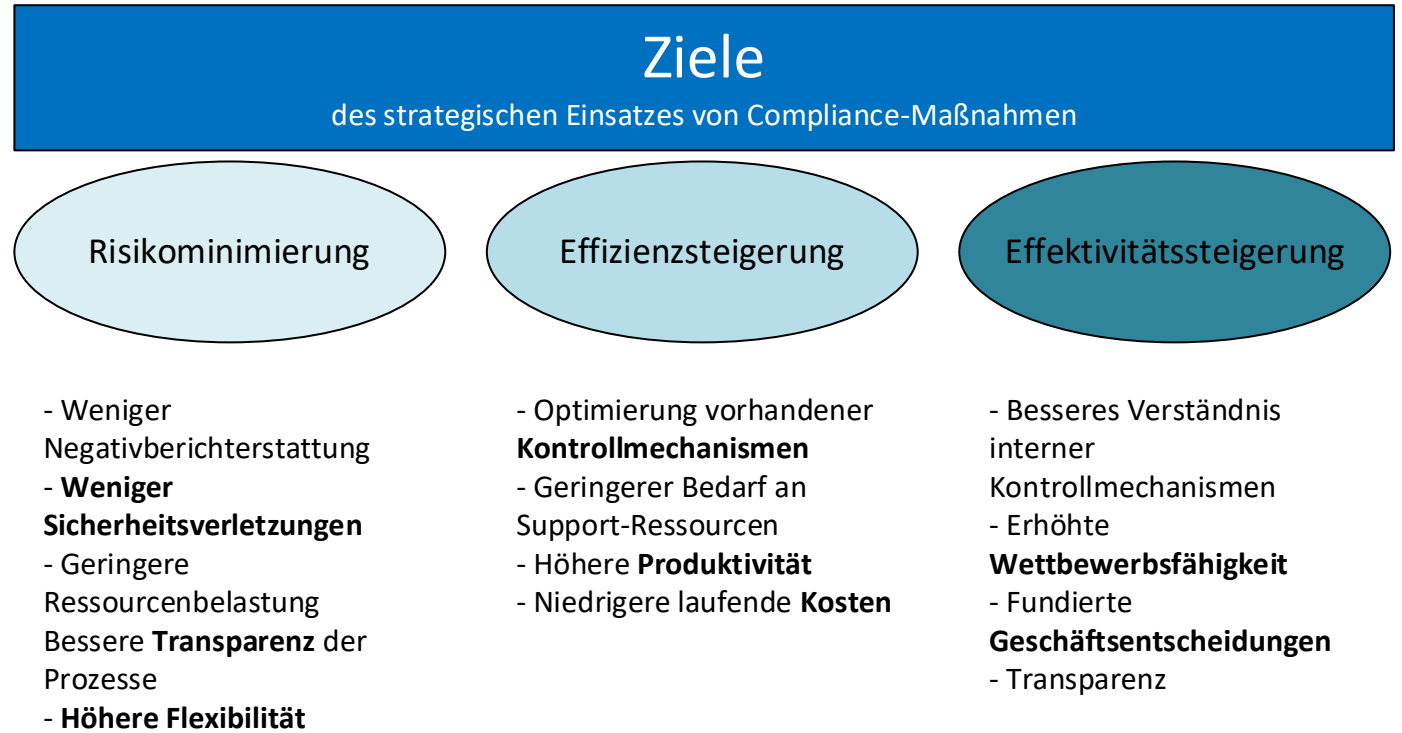 Ziele
des strategischen Einsatzes von Compliance-Maßnahmen
Risikominimierung
Effizienzsteigerung
Effektivitätssteigerung
- Weniger
Negativberichterstattung
- Weniger
Sicherheitsverletzungen
- Geringere
Ressourcenbelastung
Bessere Transparenz der
Prozesse
- Höhere Flexibilität
- Optimierung vorhandener
Kontrollmechanismen
- Geringerer Bedarf an
Support-Ressourcen
- Höhere Produktivität
- Niedrigere laufende Kosten
- Besseres Verständnis
interner
Kontrollmechanismen
- Erhöhte
Wettbewerbsfähigkeit
- Fundierte
Geschäftsentscheidungen
- Transparenz